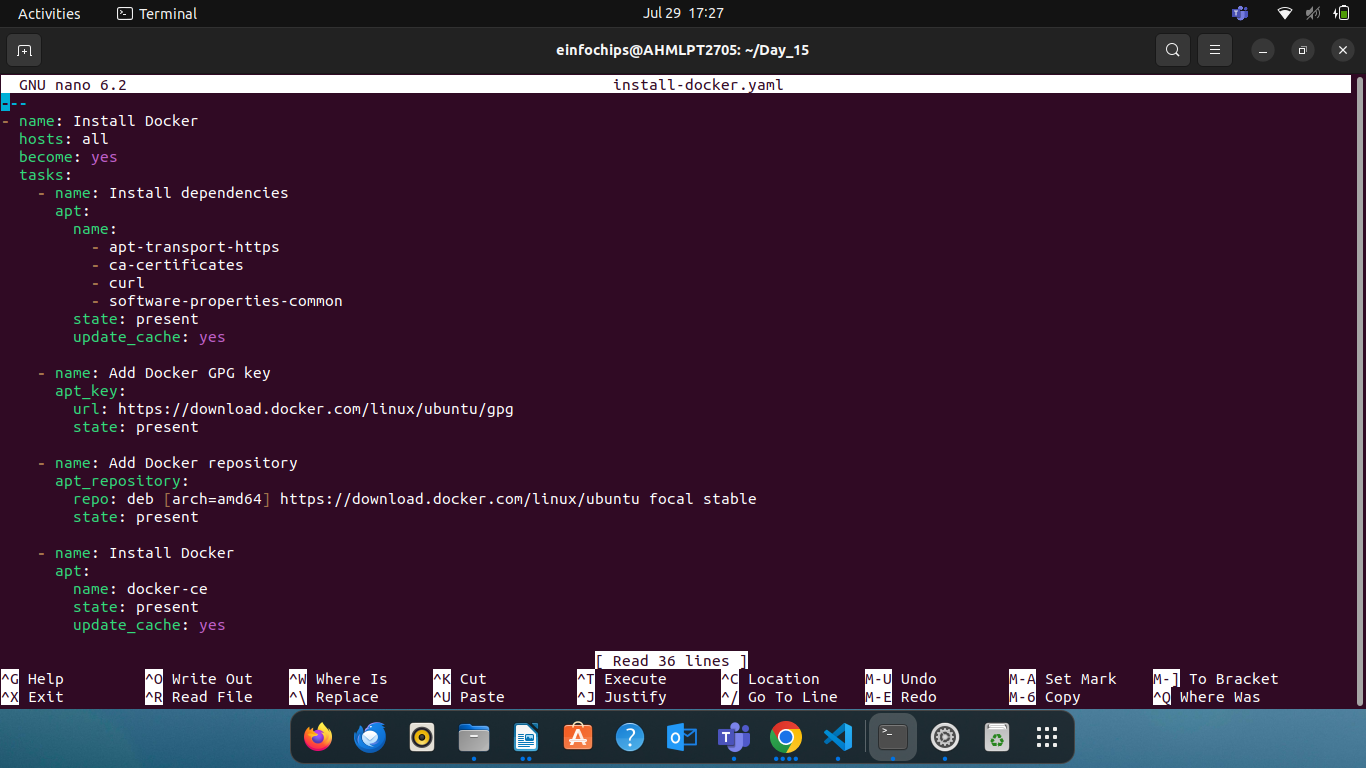 Activities Terminal Jul 29 17:27
einfochips@AHMLPT2705: ~/Day_15
GNU nano 6.2 install-docker.yaml
---
- name: Install Docker
  hosts: all
  become: yes
  tasks:
    - name: Install dependencies
      apt:
        name:
          - apt-transport-https
          - ca-certificates
          - curl
          - software-properties-common
        state: present
        update_cache: yes

    - name: Add Docker GPG key
      apt_key:
        url: https://download.docker.com/linux/ubuntu/gpg
        state: present

    - name: Add Docker repository
      apt_repository:
        repo: deb [arch=amd64] https://download.docker.com/linux/ubuntu focal stable
        state: present

    - name: Install Docker
      apt:
        name: docker-ce
        state: present
        update_cache: yes

[ Read 36 lines ]
^G Help ^O Write Out ^W Where Is ^K Cut ^T Execute ^C Location M-U Undo M-A Set Mark M-] To Bracket
^X Exit ^R Read File ^\ Replace ^U Paste ^J Justify ^/ Go To Line M-E Redo M-6 Copy ^Q Where Was